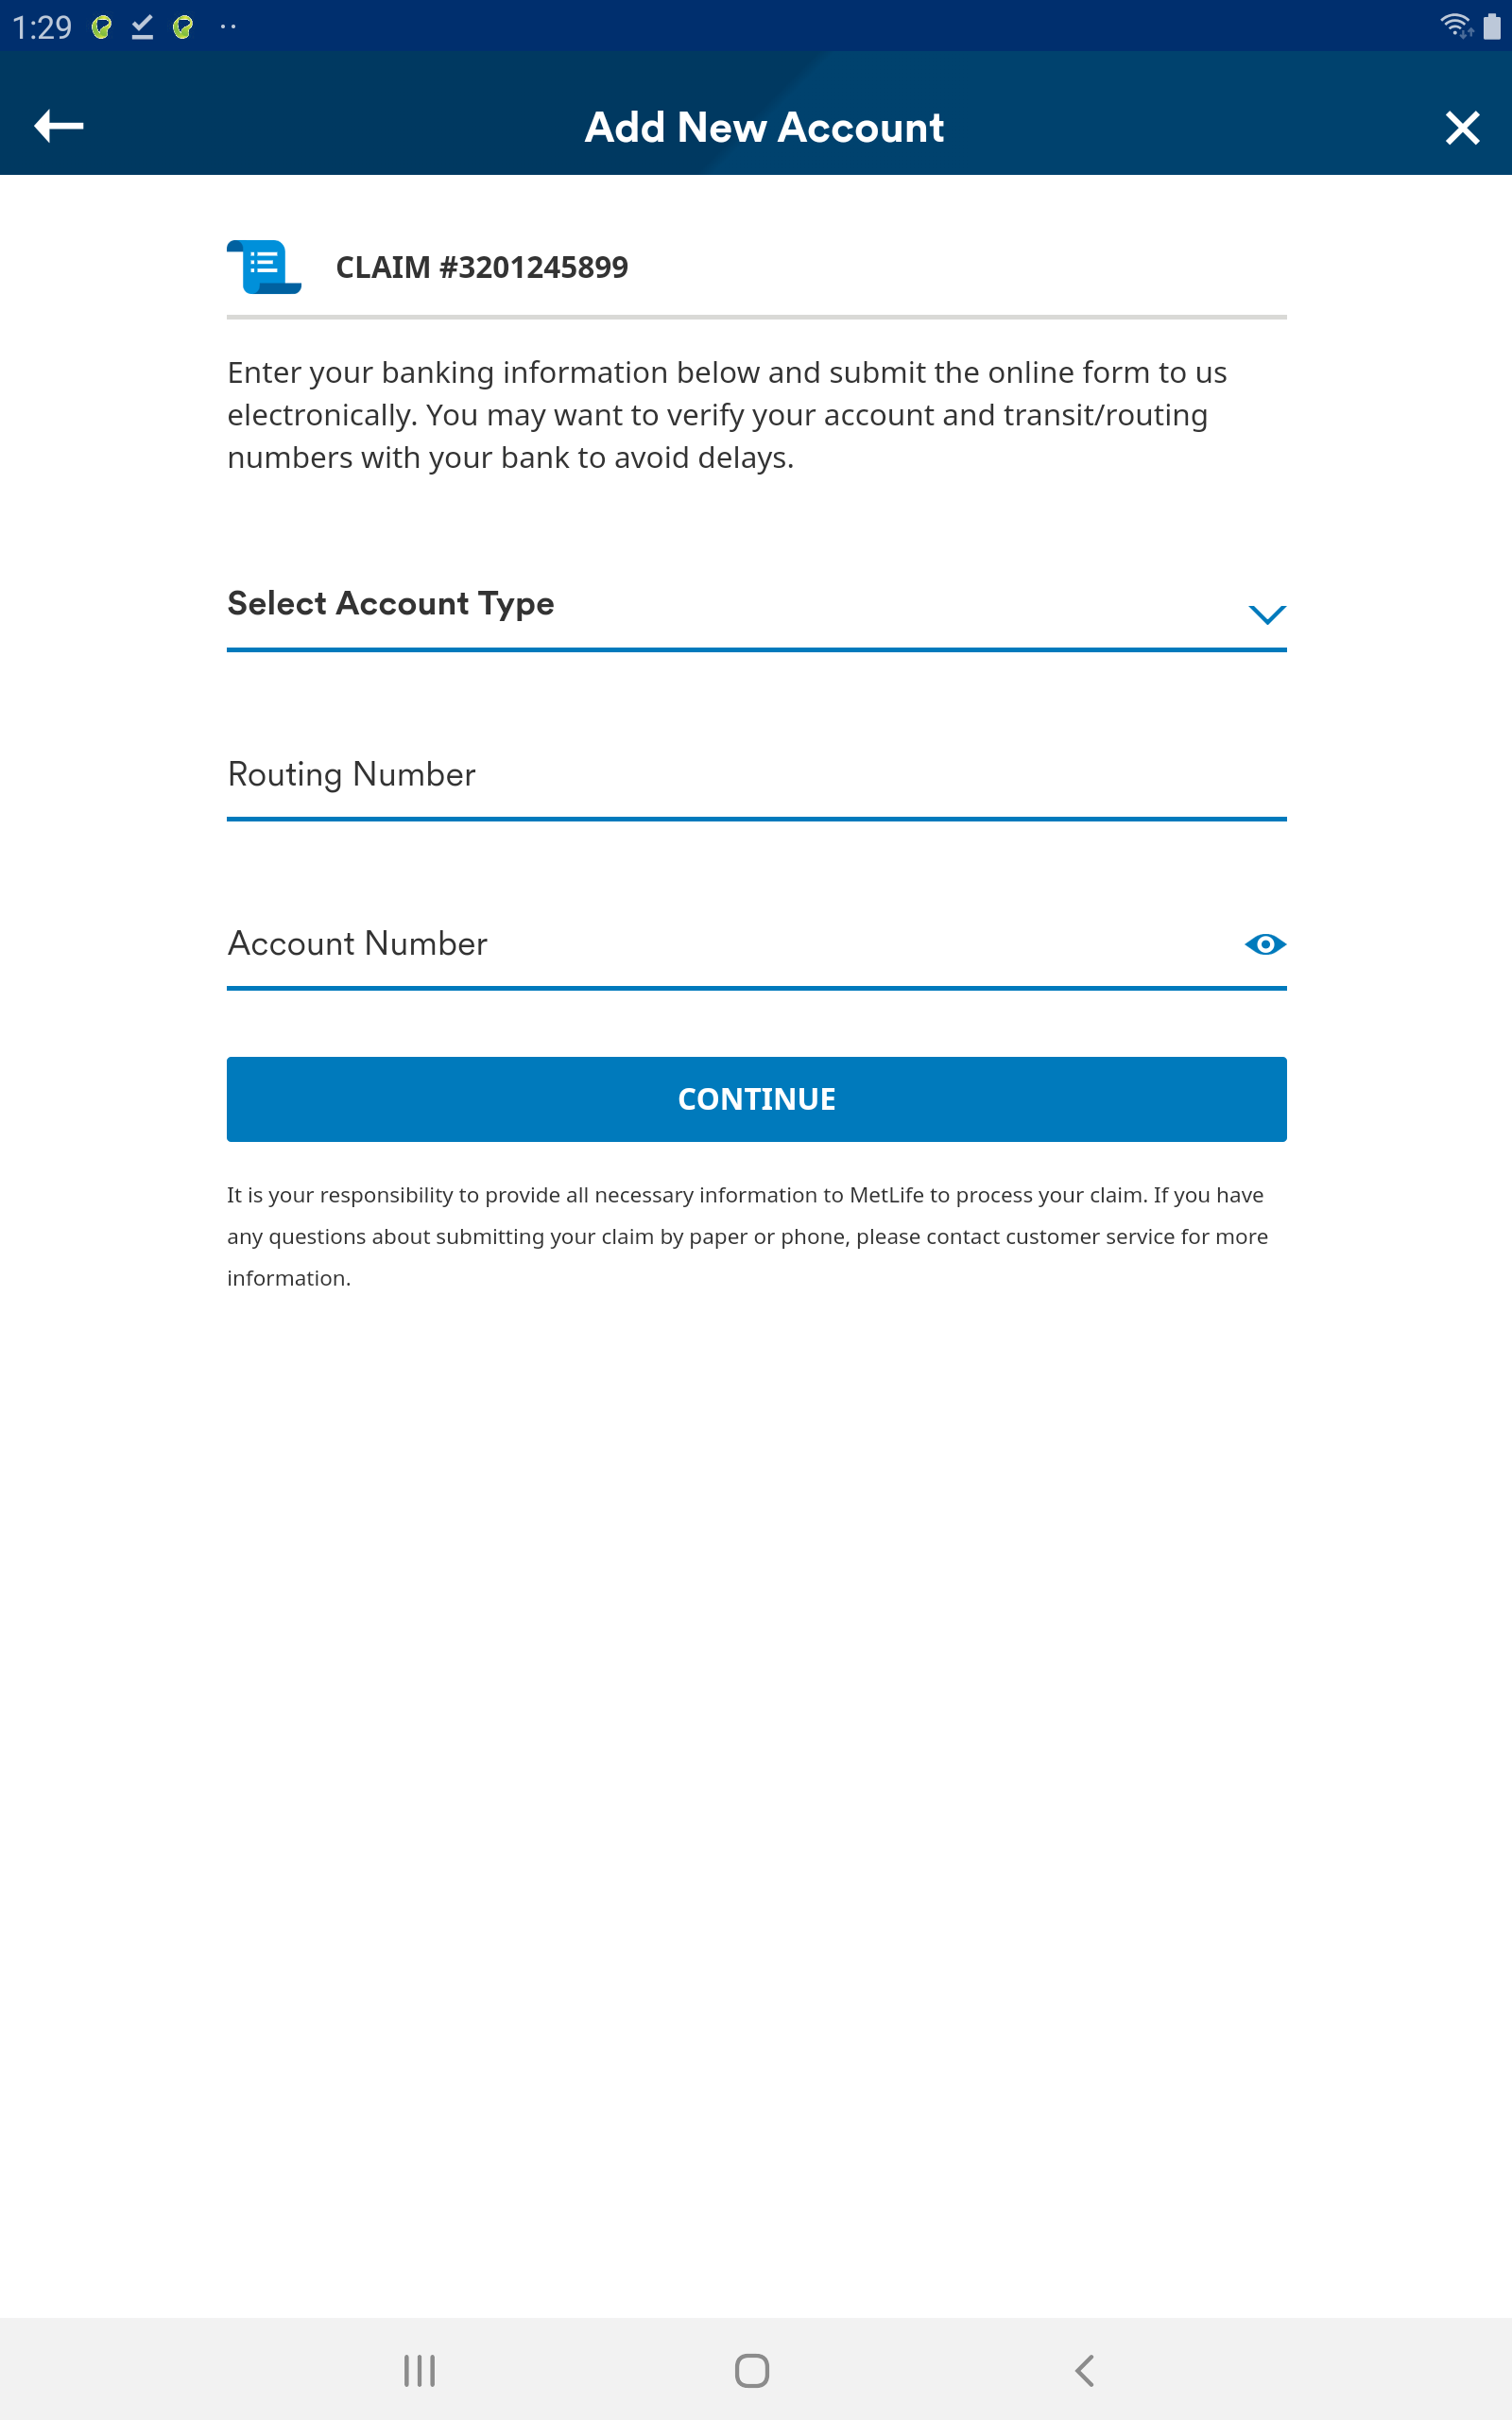 1:29
Add New Account
CLAIM #3201245899
Enter your banking information below and submit the online form to us
electronically. You may want to verify your account and transit/routing
numbers with your bank to avoid delays.
Select Account Type
Routing Number
Account Number
CONTINUE
It is your responsibility to provide all necessary information to MetLife to process your claim. If you have
any questions about submitting your claim by paper or phone, please contact customer service for more
information.